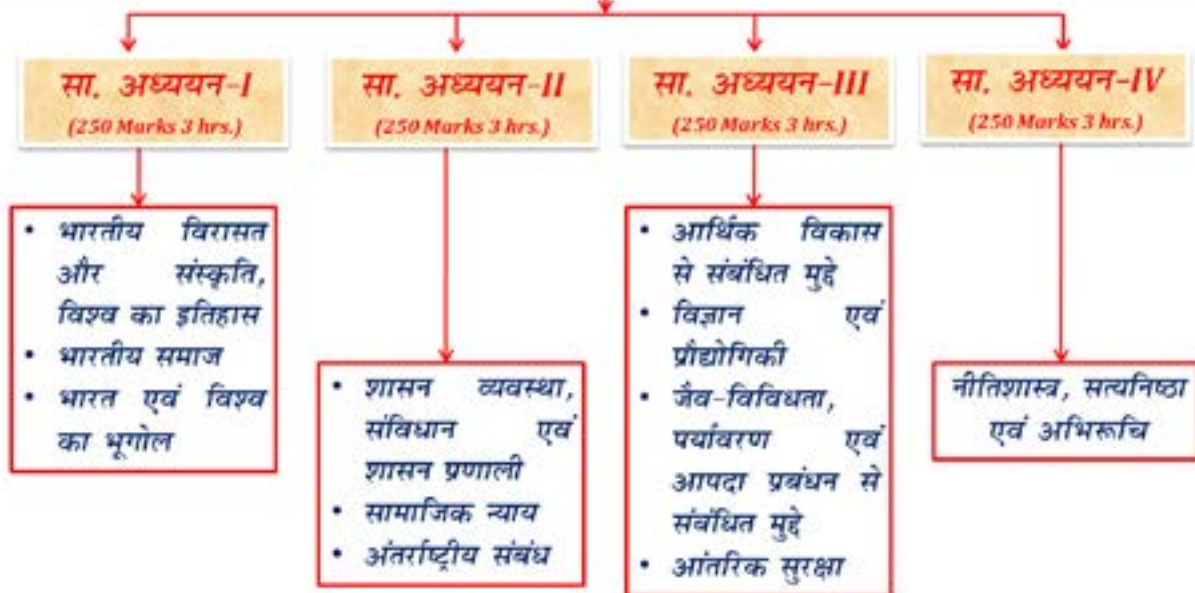 सा. अध्ययन-I
(250 Marks 3 hrs.)
सा. अध्ययन-II
(250 Marks 3 hrs.)
सा. अध्ययन-III
(250 Marks 3 hrs.)
सा. अध्ययन-IV
(250 Marks 3 hrs.)
• भारतीय विरासत
और संस्कृति,
विश्व का इतिहास
• भारतीय समाज
• भारत एवं विश्व
का भूगोल
• शासन व्यवस्था,
संविधान एवं
शासन प्रणाली
• सामाजिक न्याय
• अंतर्राष्ट्रीय संबंध
• आर्थिक विकास
से संबंधित मुद्दे
• विज्ञान एवं
प्रौद्योगिकी
• जैव-विविधता,
पर्यावरण एवं
आपदा प्रबंधन से
संबंधित मुद्दे
• आंतरिक सुरक्षा
नीतिशास्त्र, सत्यनिष्ठा
एवं अभिरूचि